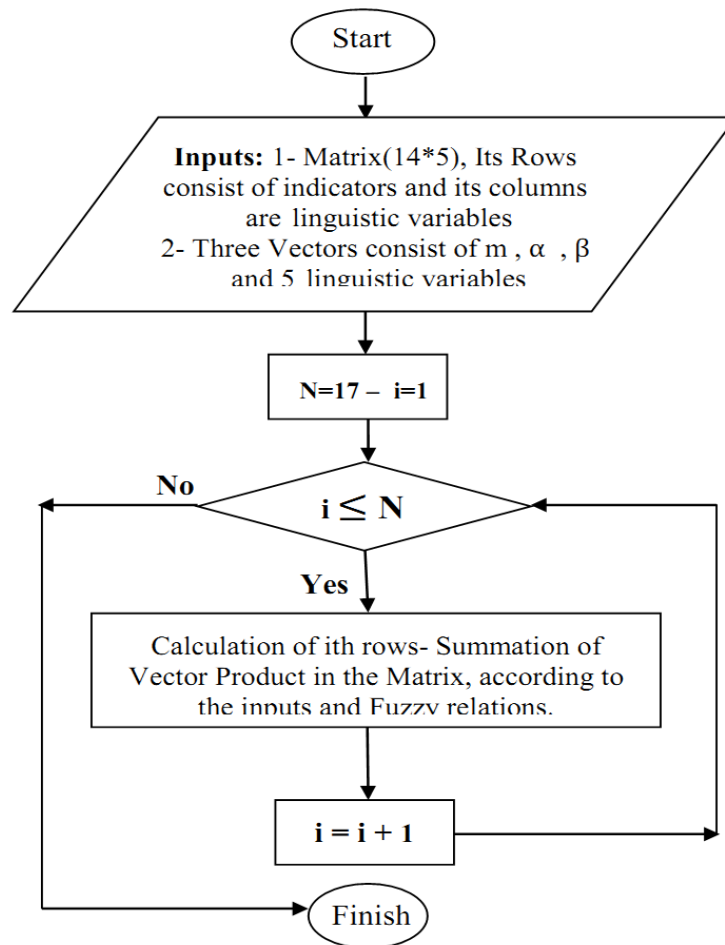 Start
Inputs: 1- Matrix(14*5), Its Rows
consist of indicators and its columns
are linguistic variables
2- Three Vectors consist of m , α , β
and 5 linguistic variables
N=17 – i=1
No
i ≤ N
Yes
Calculation of ith rows- Summation of
Vector Product in the Matrix, according to
the inputs and Fuzzy relations.
i = i + 1
Finish